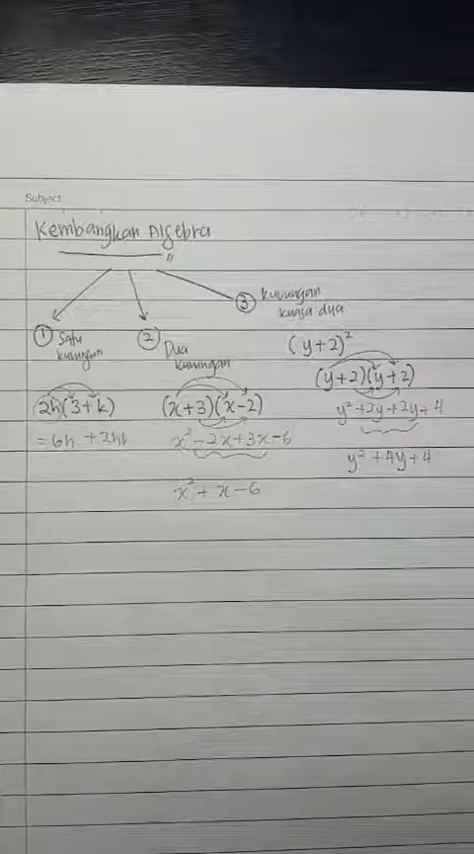 Subject
Kembangkan Algebra
① Satu
kurungan
2h(3+k)
= 6h + 2hk
② Dua
kurungan
(x+3)(x-2)
x² - 2x + 3x - 6
x² + x - 6
③ kurungan
kuasa dua
(y+2)²
(y+2)(y+2)
y² + 2y + 2y + 4
y² + 4y + 4